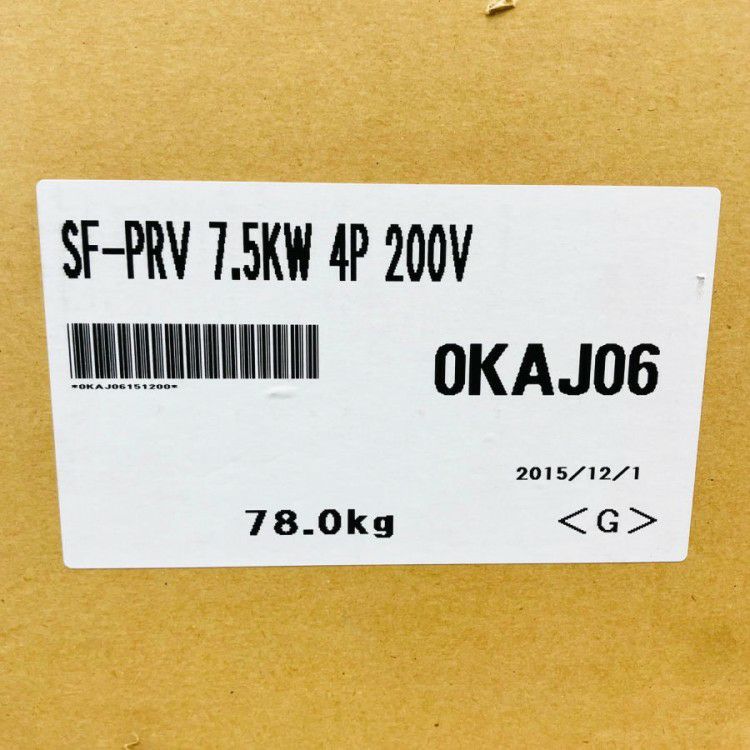 SF-PRV 7.5KW 4P 200V
*0KAJ06151200*
0KAJ06
2015/12/1
78.0kg
<G>